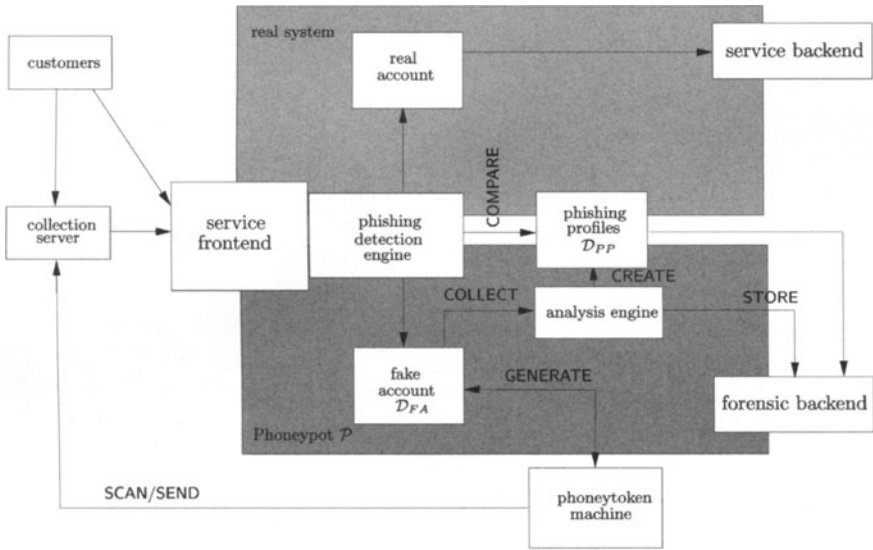 real system
customers
real
account
service backend
COMPARE
collection
server
service
frontend
phishing
detection
engine
phishing
profiles
𝒟PP
CREATE
COLLECT
analysis engine
STORE
fake
account
𝒟FA
GENERATE
forensic backend
Phoneypot 𝒫
SCAN/SEND
phoneytoken
machine